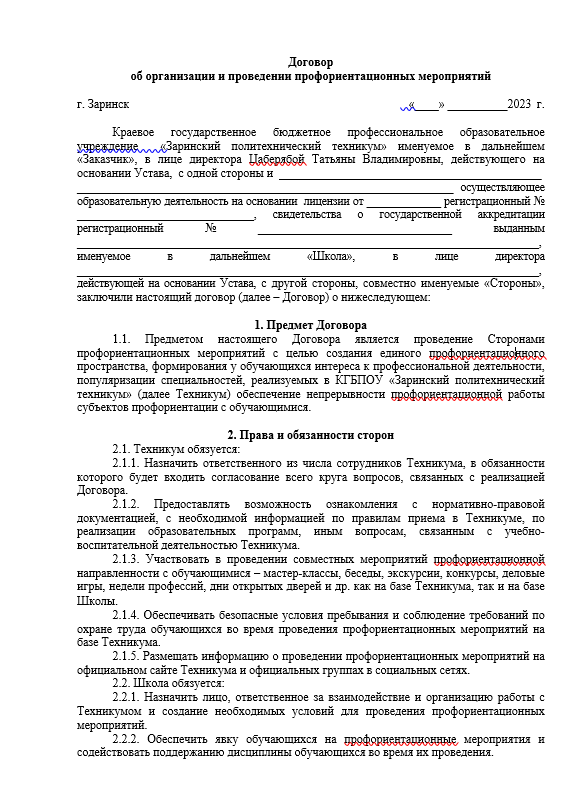 Договор
об организации и проведении профориентационных мероприятий
г. Заринск «____» __________2023 г.
Краевое государственное бюджетное профессиональное образовательное
учреждение «Заринский политехнический техникум» именуемое в дальнейшем
«Заказчик», в лице директора Цаберябой Татьяны Владимировны, действующего на
основании Устава, с одной стороны и ____________________________________________
_______________________________________________________________ осуществляющее
образовательную деятельность на основании лицензии от ____________ регистрационный №
______________________________, свидетельства о государственной аккредитации
регистрационный № ________________________________ выданным
_____________________________________________________________________________,
именуемое в дальнейшем «Школа», в лице директора
_____________________________________________________________________________,
действующей на основании Устава, с другой стороны, совместно именуемые «Стороны»,
заключили настоящий договор (далее – Договор) о нижеследующем:
1. Предмет Договора
1.1. Предметом настоящего Договора является проведение Сторонами
профориентационных мероприятий с целью создания единого профориентационного
пространства, формирования у обучающихся интереса к профессиональной деятельности,
популяризации специальностей, реализуемых в КГБПОУ «Заринский политехнический
техникум» (далее Техникум) обеспечение непрерывности профориентационной работы
субъектов профориентации с обучающимися.
2. Права и обязанности сторон
2.1. Техникум обязуется:
2.1.1. Назначить ответственного из числа сотрудников Техникума, в обязанности
которого будет входить согласование всего круга вопросов, связанных с реализацией
Договора.
2.1.2. Предоставлять возможность ознакомления с нормативно-правовой
документацией, с необходимой информацией по правилам приема в Техникуме, по
реализации образовательных программ, иным вопросам, связанным с учебно-
воспитательной деятельностью Техникума.
2.1.3. Участвовать в проведении совместных мероприятий профориентационной
направленности с обучающимися – мастер-классы, беседы, экскурсии, конкурсы, деловые
игры, недели профессий, дни открытых дверей и др. как на базе Техникума, так и на базе
Школы.
2.1.4. Обеспечивать безопасные условия пребывания и соблюдение требований по
охране труда обучающихся во время проведения профориентационных мероприятий на
базе Техникума.
2.1.5. Размещать информацию о проведении профориентационных мероприятий на
официальном сайте Техникума и официальных группах в социальных сетях.
2.2. Школа обязуется:
2.2.1. Назначить лицо, ответственное за взаимодействие и организацию работы с
Техникумом и создание необходимых условий для проведения профориентационных
мероприятий.
2.2.2. Обеспечить явку обучающихся на профориентационные мероприятия и
содействовать поддержанию дисциплины обучающихся во время их проведения.